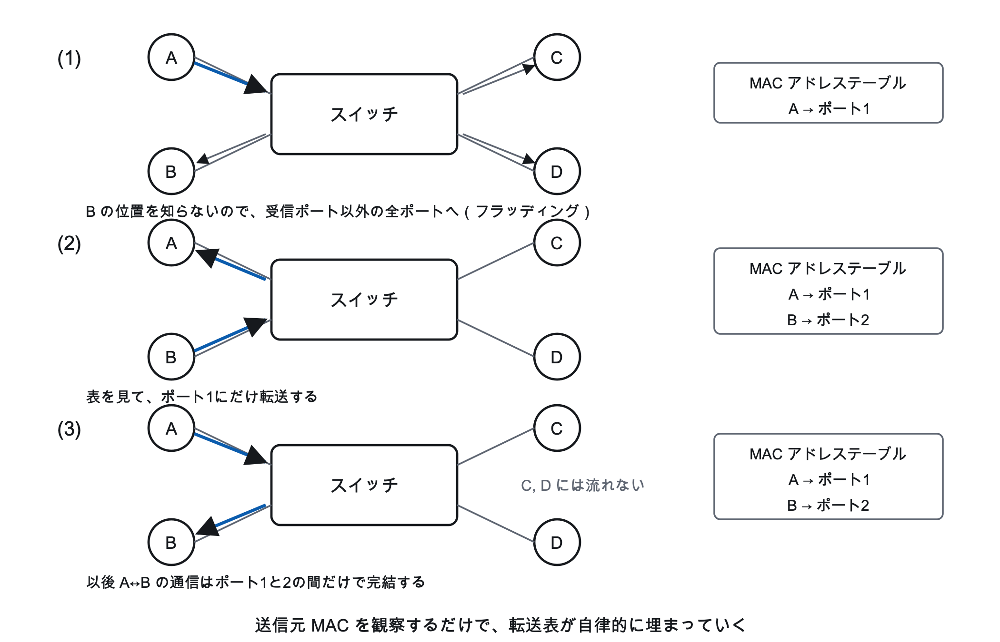 (1)
A
C
スイッチ
B
D
MAC アドレステーブル
A → ポート1
B の位置を知らないので、受信ポート以外の全ポートへ ( フラッディング )
(2)
A
C
スイッチ
B
D
MAC アドレステーブル
A → ポート1
B → ポート2
表を見て、ポート1にだけ転送する
(3)
A
C
スイッチ
C, D には流れない
B
D
MAC アドレステーブル
A → ポート1
B → ポート2
以後 A↔B の通信はポート1と2の間だけで完結する
送信元 MAC を観察するだけで、転送表が自律的に埋まっていく